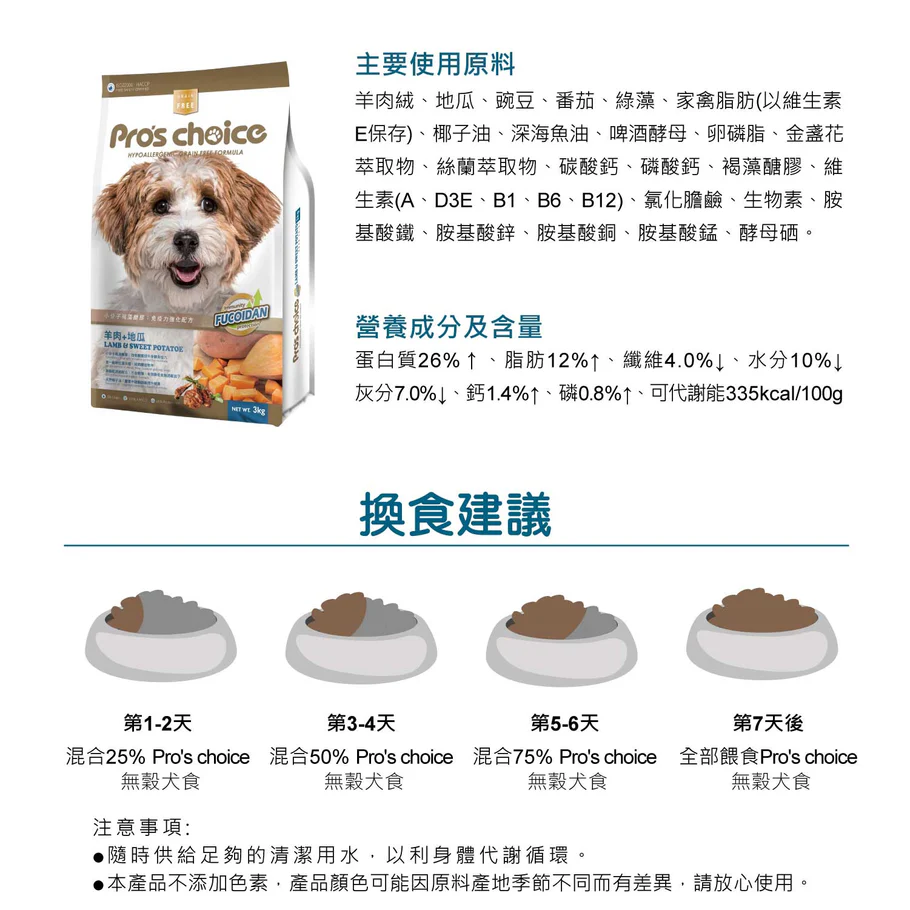 主要使用原料
羊肉絨、地瓜、豌豆、番茄、綠藻、家禽脂肪(以維生素
E保存)、椰子油、深海魚油、啤酒酵母、卵磷脂、金盞花
萃取物、絲蘭萃取物、碳酸鈣、磷酸鈣、褐藻醣膠、維
生素(A、D3E、B1、B6、B12)、氯化膽鹼、生物素、胺
基酸鐵、胺基酸鋅、胺基酸銅、胺基酸錳、酵母硒。
GRAIN
FREE
Pro's choice
HYPOALLERGENIC GRAIN FREE FORMULA
immunity
FUCOIDAN
羊肉+地瓜
LAMB & SWEET POTATOE
NET WT. 3kg
Pro's choice
營養成分及含量
蛋白質26%↑、脂肪12%↑、纖維4.0%↓、水分10%↓
灰分7.0%↓、鈣1.4%↑、磷0.8%↑、可代謝能335kcal/100g
換食建議
第1-2天
混合25% Pro's choice
無穀犬食
第3-4天
混合50% Pro's choice
無穀犬食
第5-6天
混合75% Pro's choice
無穀犬食
第7天後
全部餵食Pro's choice
無穀犬食
注意事項:
●隨時供給足夠的清潔用水，以利身體代謝循環。
●本產品不添加色素，產品顏色可能因原料產地季節不同而有差異，請放心使用。